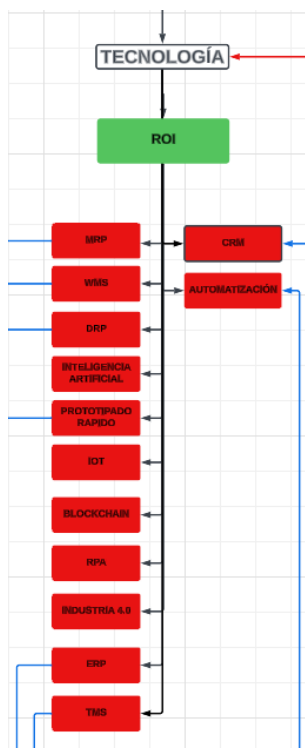 TECNOLOGÍA
ROI
MRP
CRM
WMS
AUTOMATIZACIÓN
DRP
INTELIGENCIA
ARTIFICIAL
PROTOTIPADO
RAPIDO
IOT
BLOCKCHAIN
RPA
INDUSTRIA 4.0
ERP
TMS